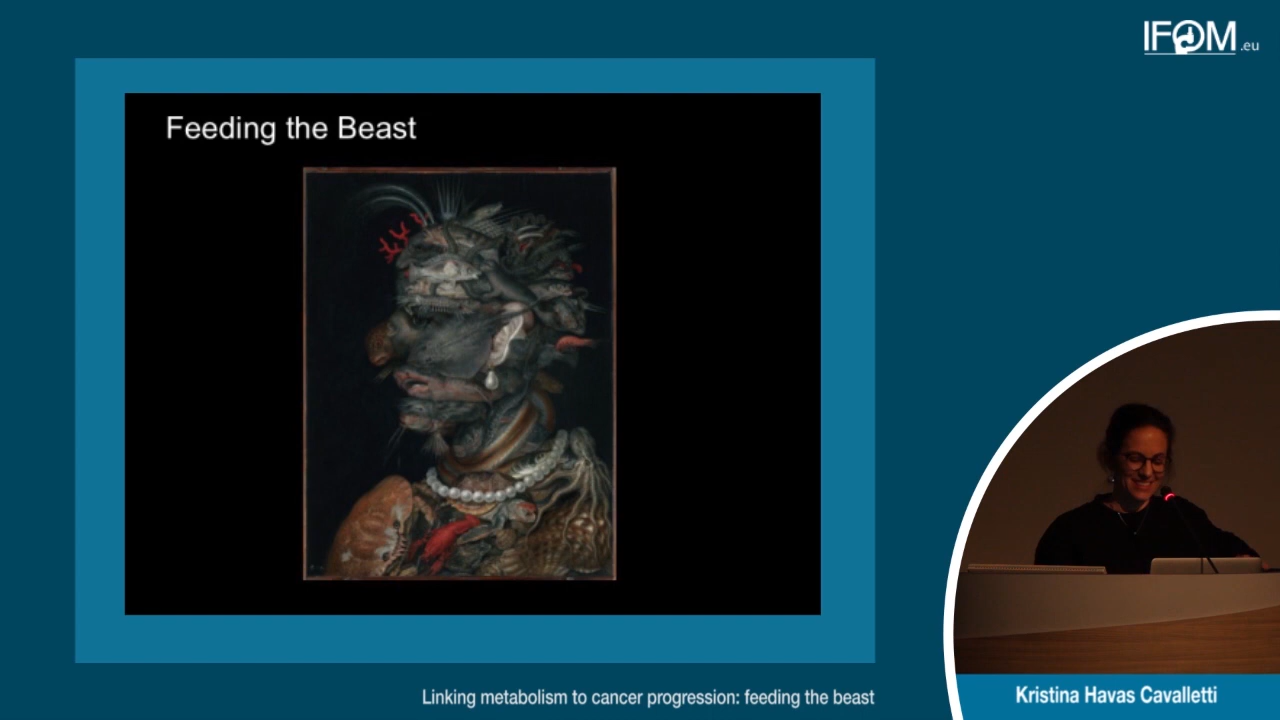 IFOM.eu
Feeding the Beast
Linking metabolism to cancer progression: feeding the beast
Kristina Havas Cavalletti